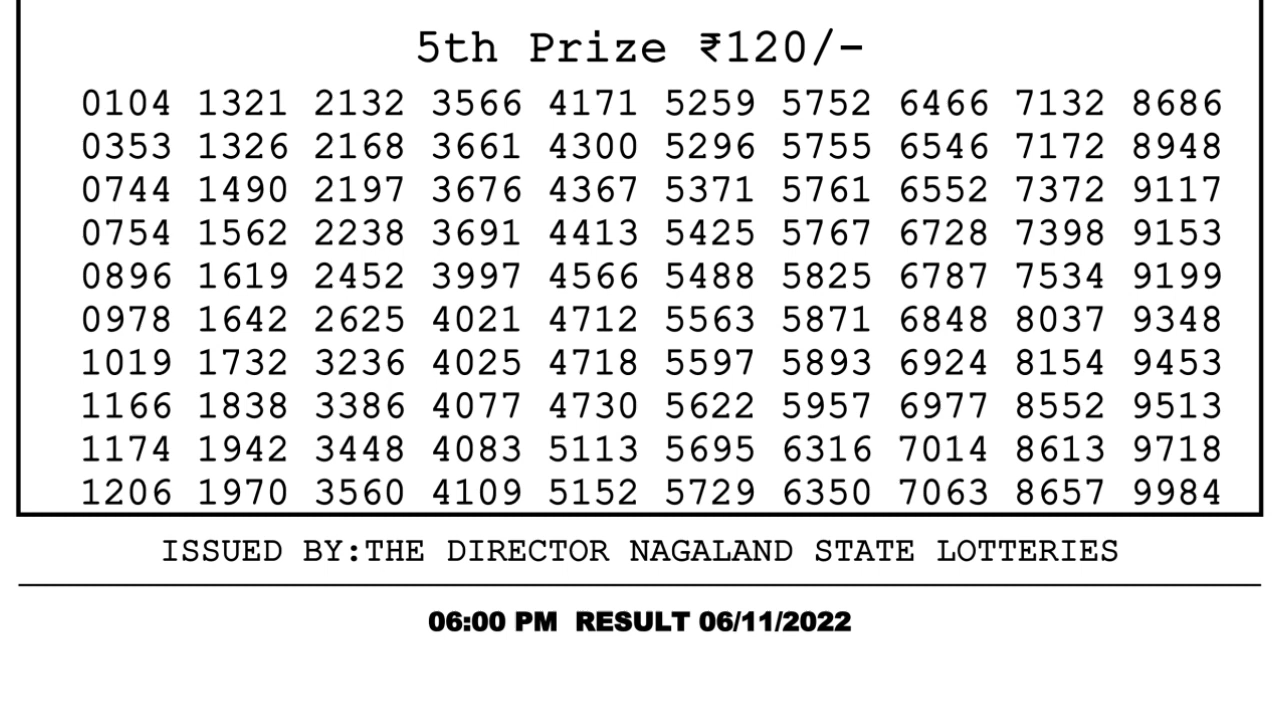 5th Prize ₹120/-
0104 1321 2132 3566 4171 5259 5752 6466 7132 8686
0353 1326 2168 3661 4300 5296 5755 6546 7172 8948
0744 1490 2197 3676 4367 5371 5761 6552 7372 9117
0754 1562 2238 3691 4413 5425 5767 6728 7398 9153
0896 1619 2452 3997 4566 5488 5825 6787 7534 9199
0978 1642 2625 4021 4712 5563 5871 6848 8037 9348
1019 1732 3236 4025 4718 5597 5893 6924 8154 9453
1166 1838 3386 4077 4730 5622 5957 6977 8552 9513
1174 1942 3448 4083 5113 5695 6316 7014 8613 9718
1206 1970 3560 4109 5152 5729 6350 7063 8657 9984
ISSUED BY:THE DIRECTOR NAGALAND STATE LOTTERIES
06:00 PM RESULT 06/11/2022